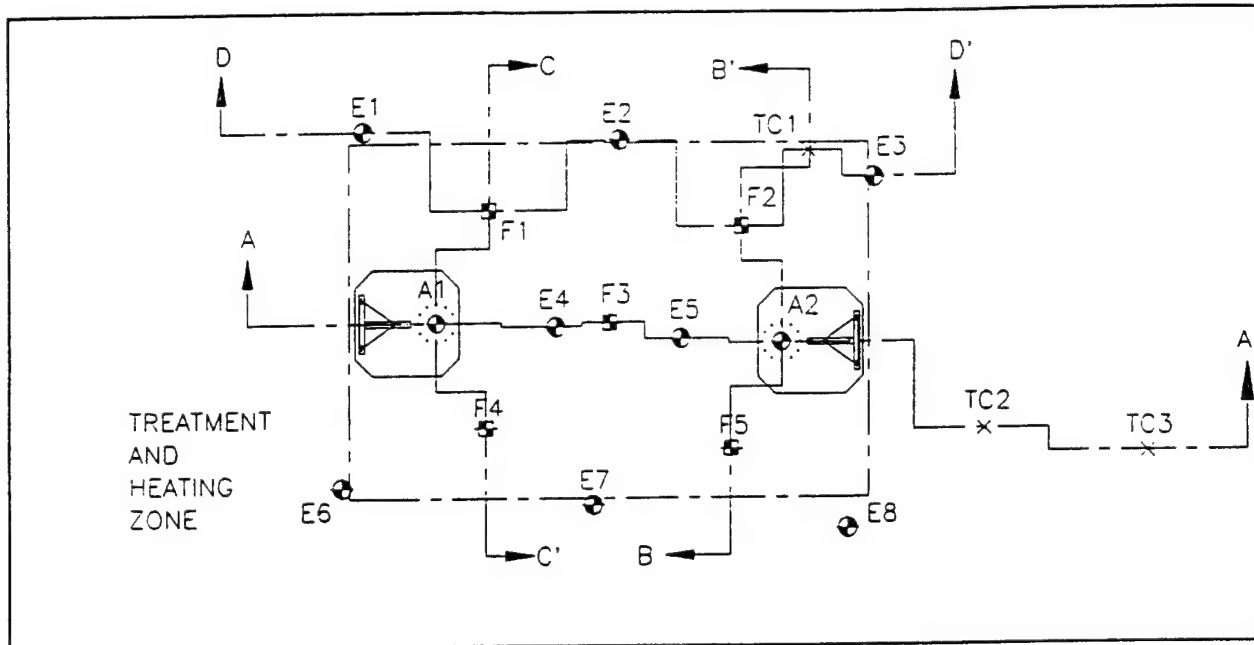 D
C
B'
D'
E1
E2
TC1
E3
F1
F2
A
A1
E4
F3
E5
A2
A
TREATMENT
AND
HEATING
ZONE
F4
F5
TC2
TC3
E6
E7
E8
C'
B